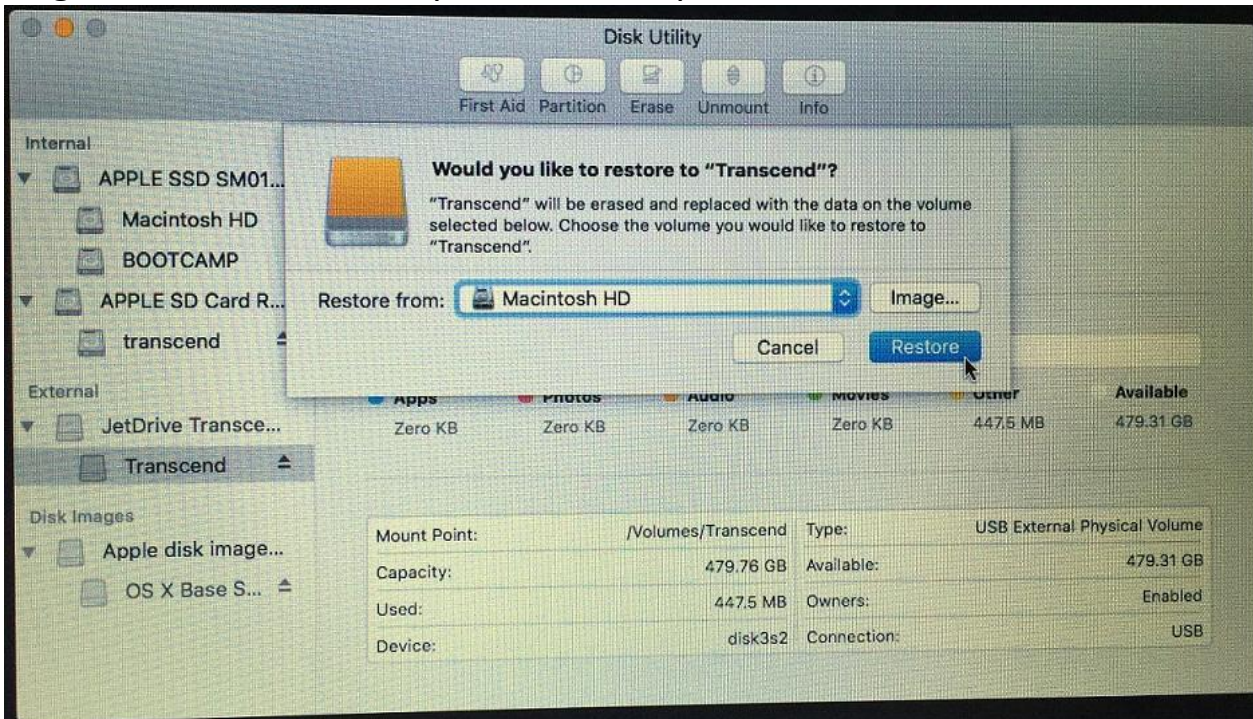 Disk Utility
First Aid Partition Erase Unmount Info
Internal
APPLE SSD SM01...
Macintosh HD
BOOTCAMP
APPLE SD Card R...
transcend
External
JetDrive Transce...
Transcend
Disk Images
Apple disk image...
OS X Base S...
Would you like to restore to “Transcend”?
“Transcend” will be erased and replaced with the data on the volume
selected below. Choose the volume you would like to restore to
“Transcend”.
Restore from: Macintosh HD Image...
Cancel Restore
Apps Photos Audio Movies Other Available
Zero KB Zero KB Zero KB Zero KB 447.5 MB 479.31 GB
Mount Point: /Volumes/Transcend Type: USB External Physical Volume
Capacity: 479.76 GB Available: 479.31 GB
Used: 447.5 MB Owners: Enabled
Device: disk3s2 Connection: USB